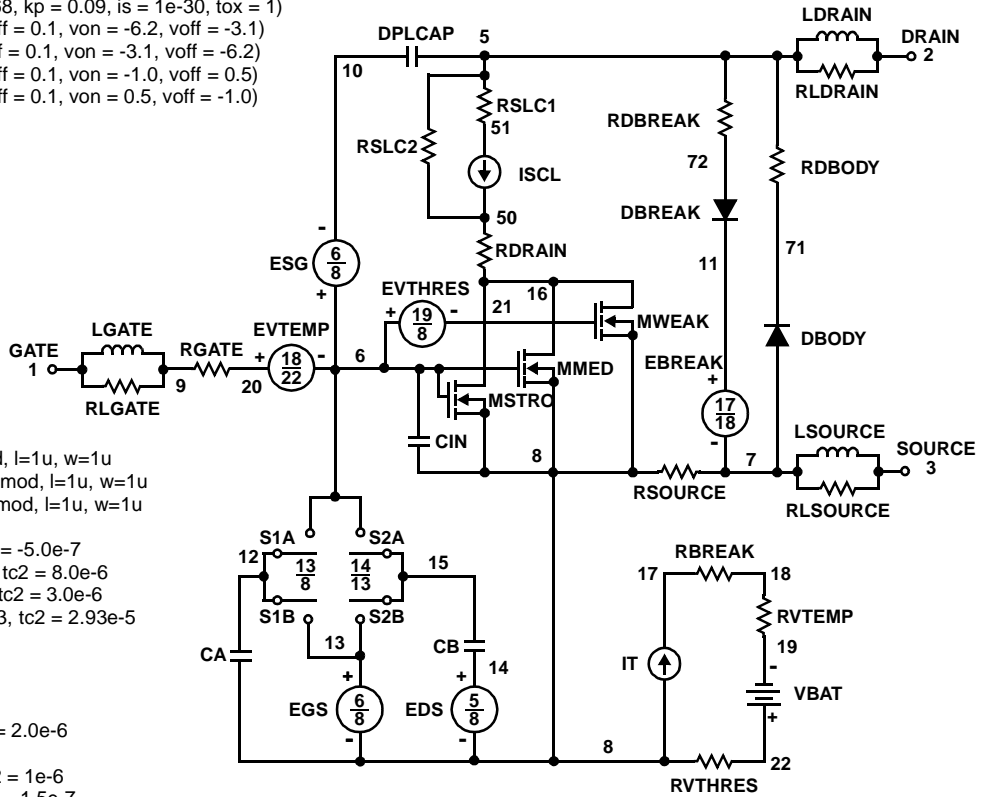 68, kp = 0.09, is = 1e-30, tox = 1)
ff = 0.1, von = -6.2, voff = -3.1)
f = 0.1, von = -3.1, voff = -6.2)
ff = 0.1, von = -1.0, voff = 0.5)
ff = 0.1, von = 0.5, voff = -1.0)
LDRAIN
DRAIN
2
RLDRAIN
DPLCAP
5
10
RSLC1
51
RSLC2
ISCL
50
RDRAIN
RDBREAK
72
RDBODY
DBREAK
11
71
ESG
6
8
-
+
EVTHRES
+
19
8
-
16
21
MWEAK
DBODY
LGATE
GATE
1
RLGATE
9
RGATE
EVTEMP
+
18
22
-
20
6
MMED
MSTRO
EBREAK
+
17
18
-
CIN
8
LSOURCE
SOURCE
3
7
RSOURCE
RLSOURCE
d, l=1u, w=1u
mod, l=1u, w=1u
mod, l=1u, w=1u
= -5.0e-7
tc2 = 8.0e-6
tc2 = 3.0e-6
3, tc2 = 2.93e-5
= 2.0e-6
2 = 1e-6
S1A
S2A
12
13
8
14
13
15
S1B
S2B
13
CA
CB
14
+
EGS
6
8
-
+
EDS
5
8
-
RBREAK
17
18
RVTEMP
19
IT
-
VBAT
+
8
22
RVTHRES